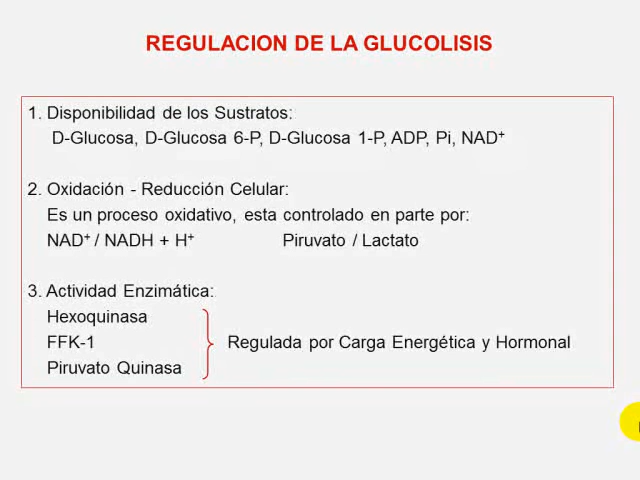 REGULACION DE LA GLUCOLISIS
1. Disponibilidad de los Sustratos:
D-Glucosa, D-Glucosa 6-P, D-Glucosa 1-P, ADP, Pi, NAD⁺
2. Oxidación - Reducción Celular:
Es un proceso oxidativo, esta controlado en parte por:
NAD⁺ / NADH + H⁺ Piruvato / Lactato
3. Actividad Enzimática:
Hexoquinasa
FFK-1 Regulada por Carga Energética y Hormonal
Piruvato Quinasa